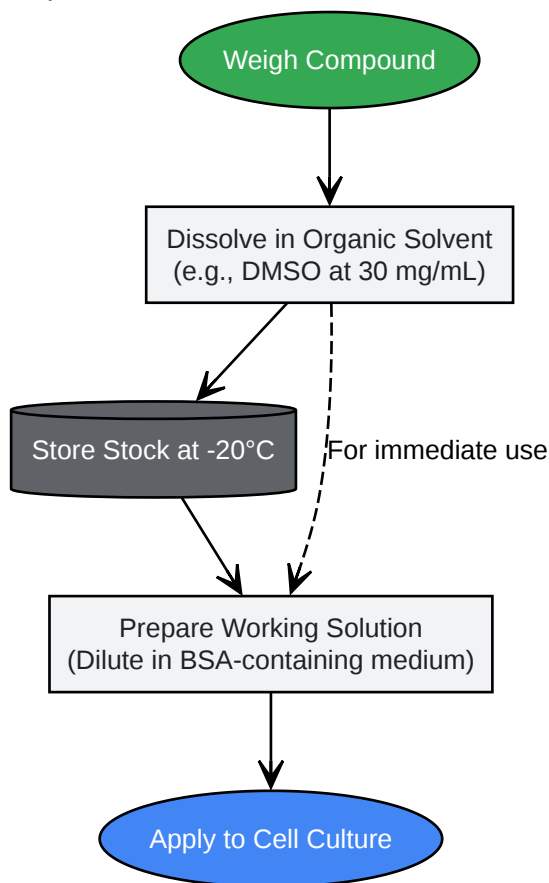 Weigh Compound
Dissolve in Organic Solvent
(e.g., DMSO at 30 mg/mL)
Store Stock at -20°C
For immediate use
Prepare Working Solution
(Dilute in BSA-containing medium)
Apply to Cell Culture